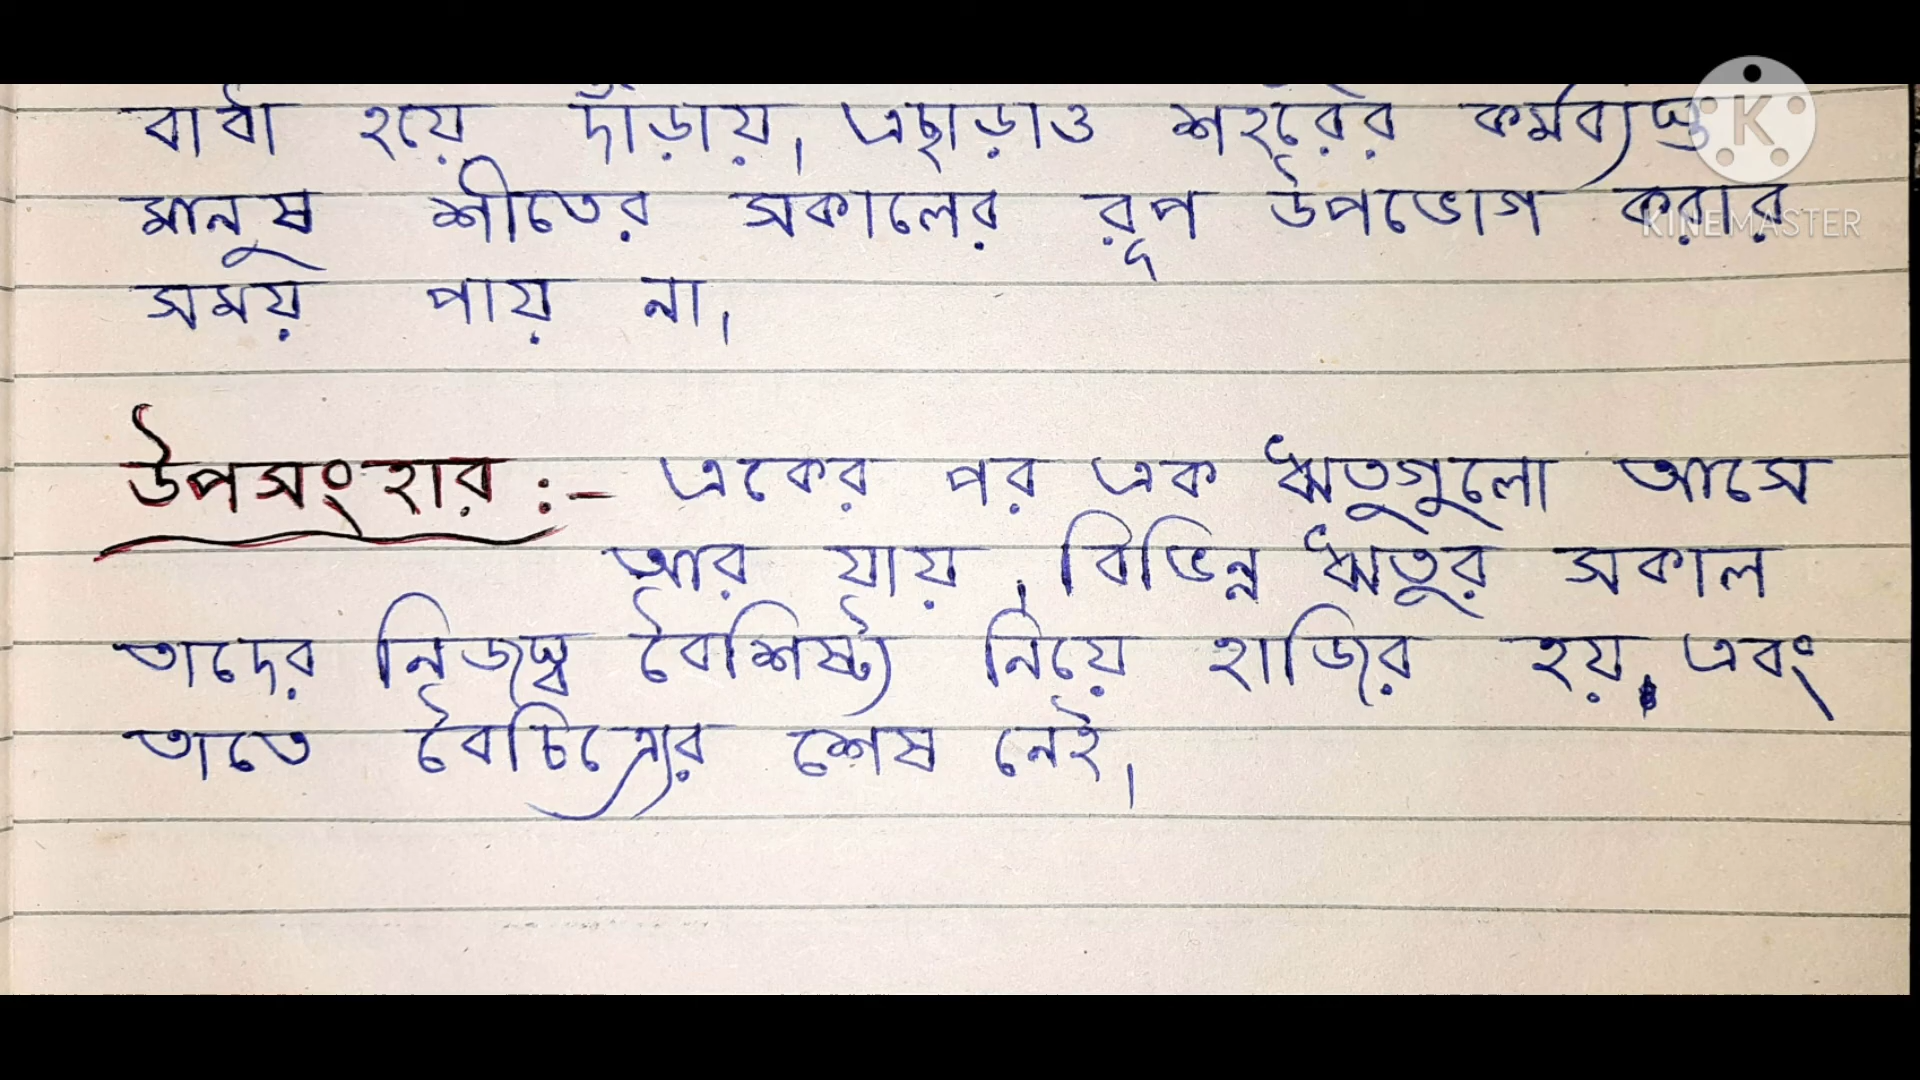 বাধা হয়ে দাঁড়ায়, এছাড়াও শহরের কর্মব্যস্ত
মানুষ শীতের সকালের রূপ উপভোগ করার
সময় পায় না।
উপসংহার :- একের পর এক ঋতুগুলো আসে
আর যায়, বিভিন্ন ঋতুর সকাল
তাদের নিজস্ব বৈশিষ্ট্য নিয়ে হাজির হয়, এবং
তাতে বৈচিত্র্যের শেষ নেই।
K
KINEMASTER